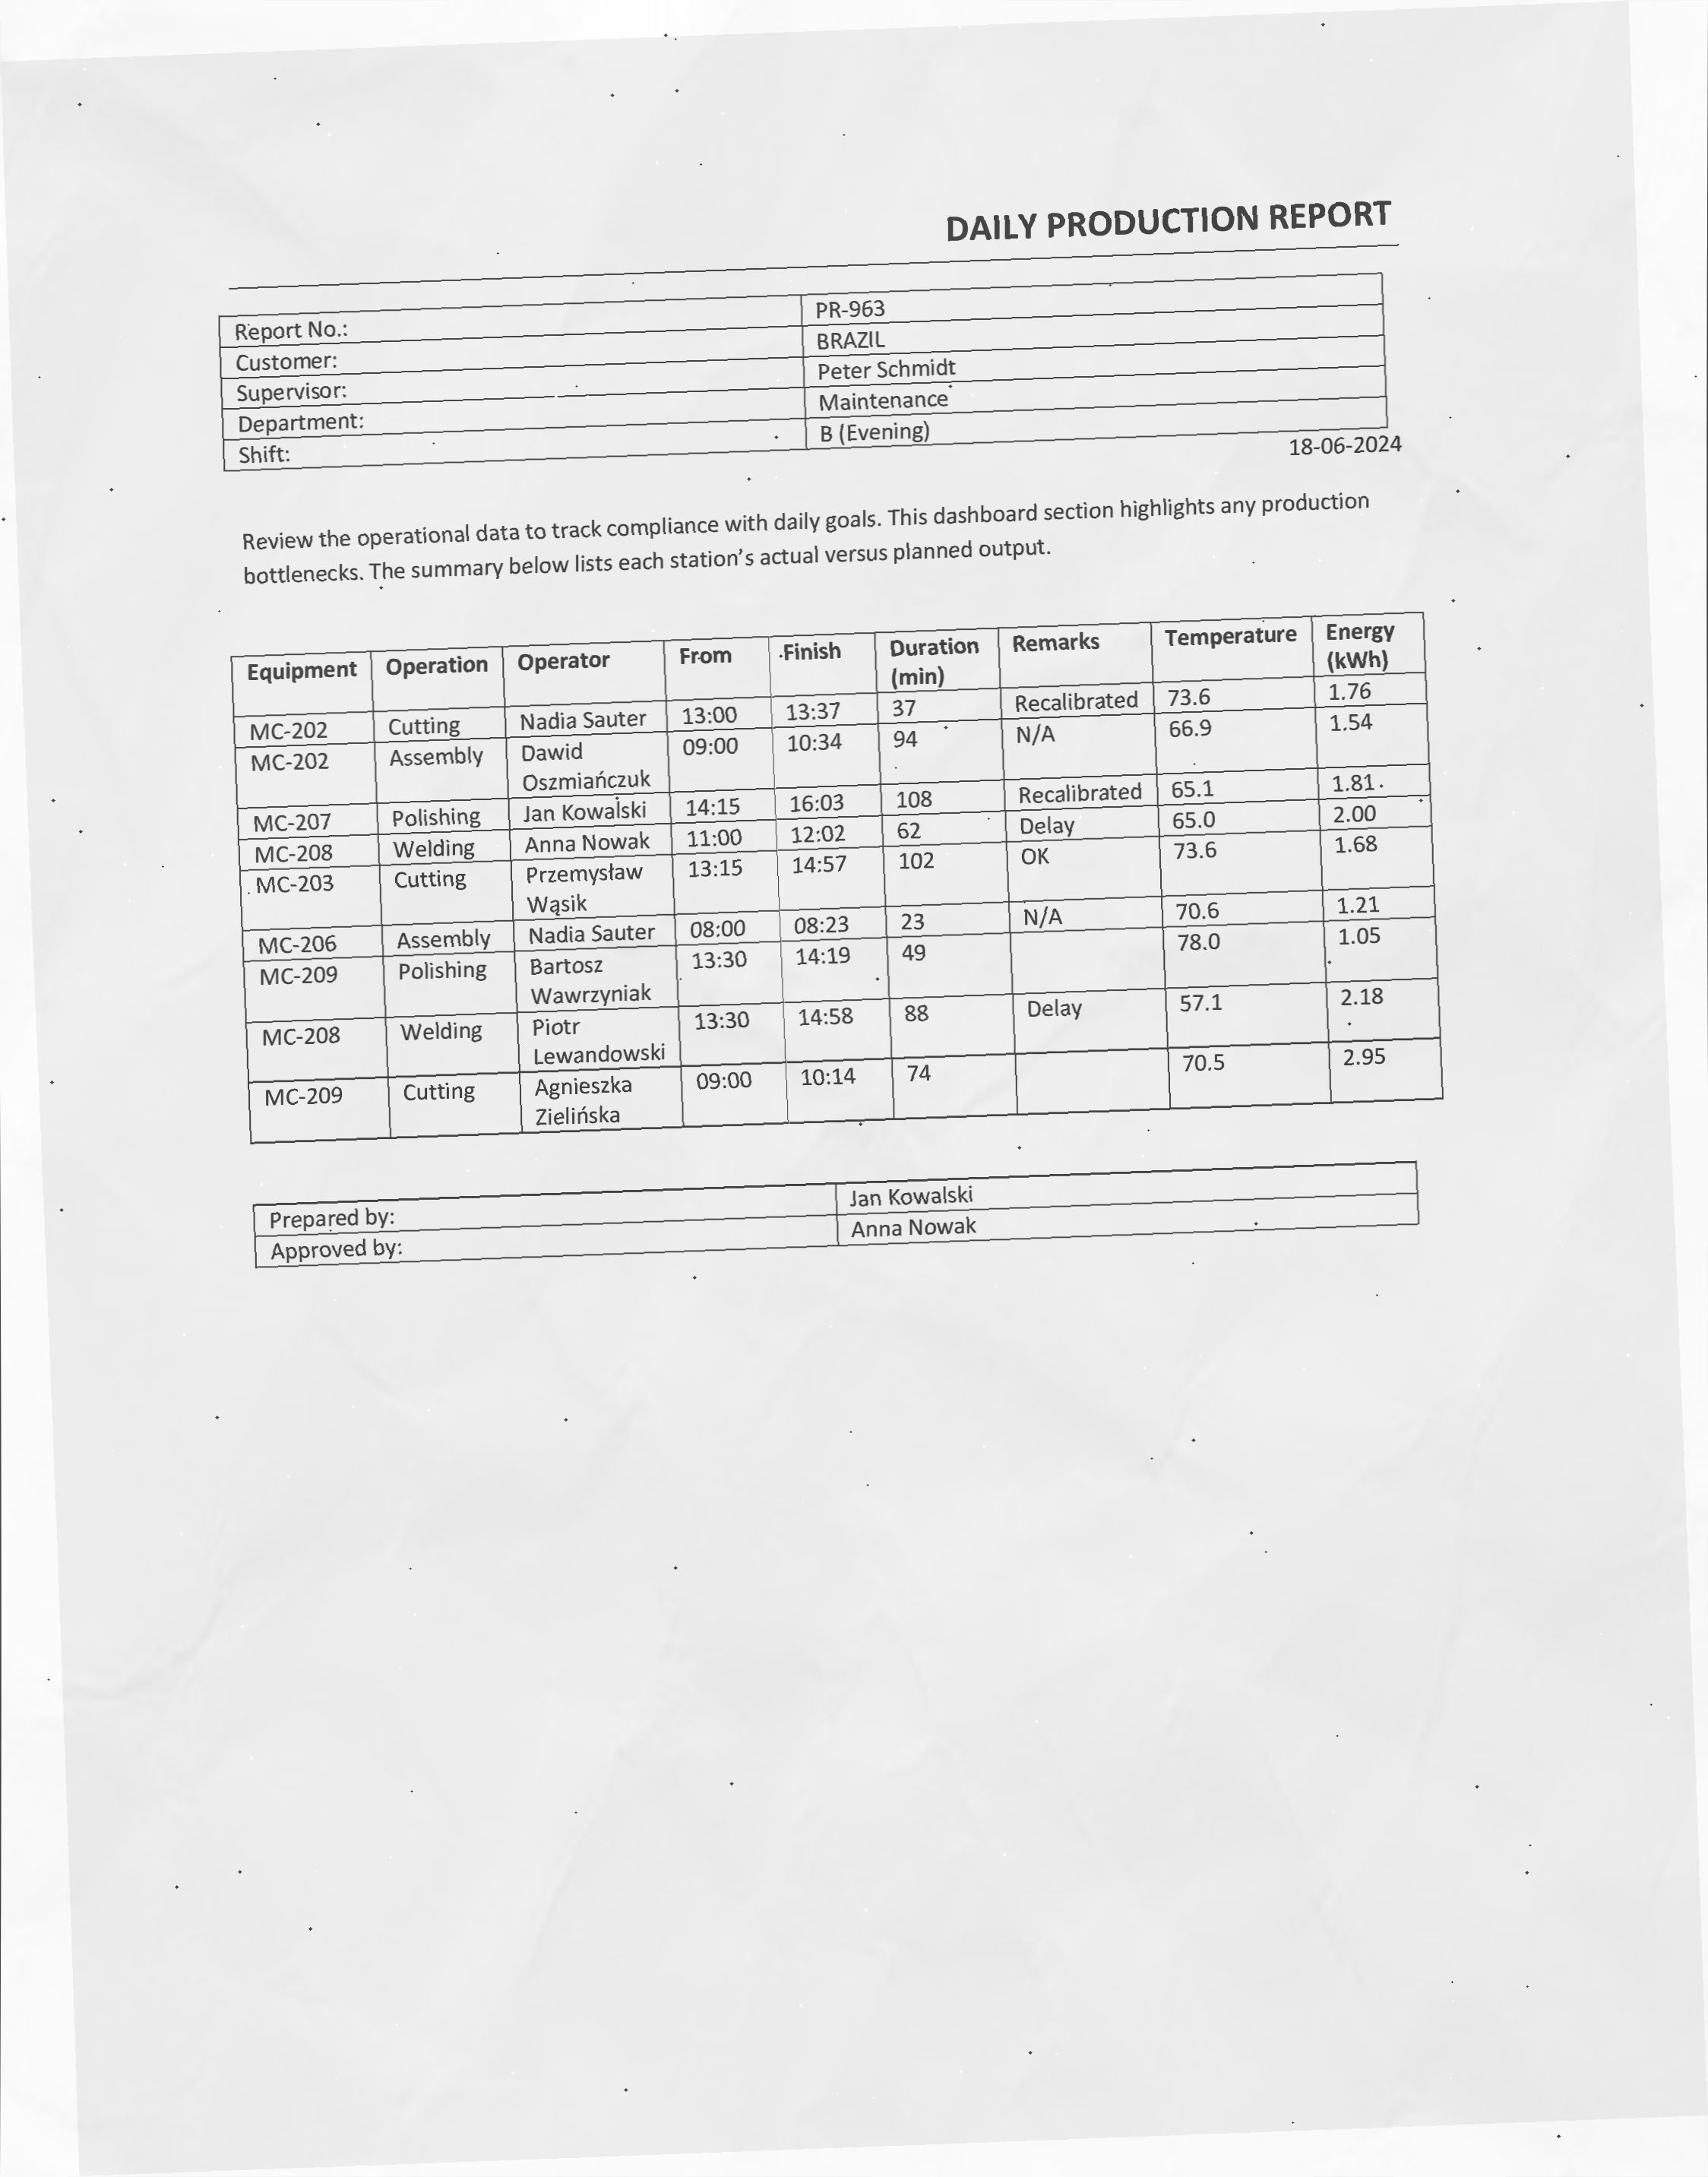 DAILY PRODUCTION REPORT
Report No.: PR-963
Customer: BRAZIL
Supervisor: Peter Schmidt
Department: Maintenance
Shift: B (Evening)
18-06-2024
Review the operational data to track compliance with daily goals. This dashboard section highlights any production
bottlenecks. The summary below lists each station’s actual versus planned output.
Equipment Operation Operator From Finish Duration (min) Remarks Temperature Energy (kWh)
MC-202 Cutting Nadia Sauter 13:00 13:37 37 Recalibrated 73.6 1.76
MC-202 Assembly Dawid Oszmiańczuk 09:00 10:34 94 N/A 66.9 1.54
MC-207 Polishing Jan Kowalski 14:15 16:03 108 Recalibrated 65.1 1.81
MC-208 Welding Anna Nowak 11:00 12:02 62 Delay 65.0 2.00
MC-203 Cutting Przemysław Wąsik 13:15 14:57 102 OK 73.6 1.68
MC-206 Assembly Nadia Sauter 08:00 08:23 23 N/A 70.6 1.21
MC-209 Polishing Bartosz Wawrzyniak 13:30 14:19 49 78.0 1.05
MC-208 Welding Piotr Lewandowski 13:30 14:58 88 Delay 57.1 2.18
MC-209 Cutting Agnieszka Zielińska 09:00 10:14 74 70.5 2.95
Prepared by: Jan Kowalski
Approved by: Anna Nowak